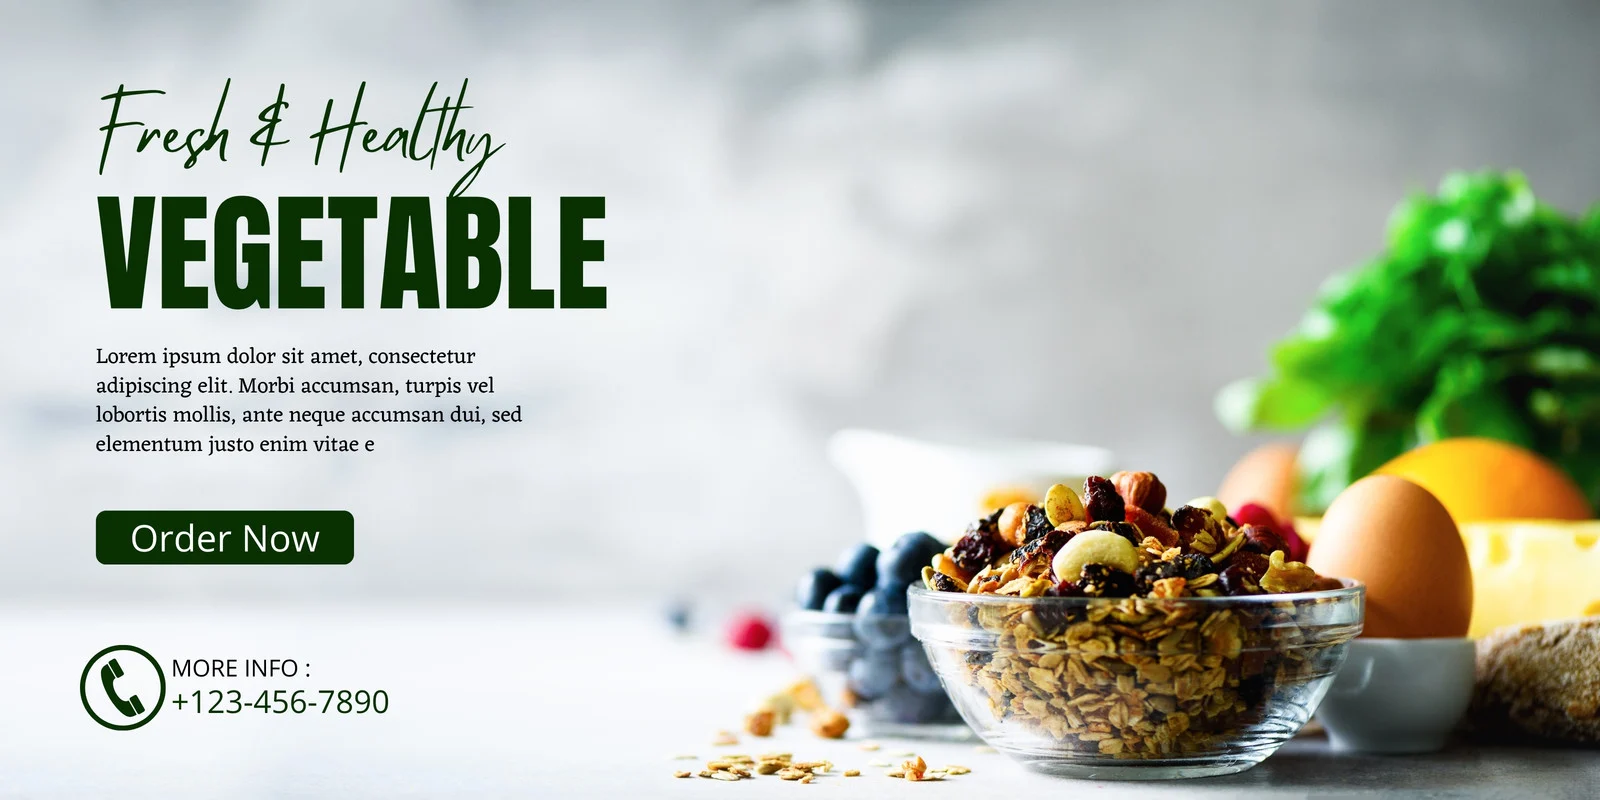 Fresh & Healthy
VEGETABLE
Lorem ipsum dolor sit amet, consectetur
adipiscing elit. Morbi accumsan, turpis vel
lobortis mollis, ante neque accumsan dui, sed
elementum justo enim vitae e
Order Now
MORE INFO :
+123-456-7890